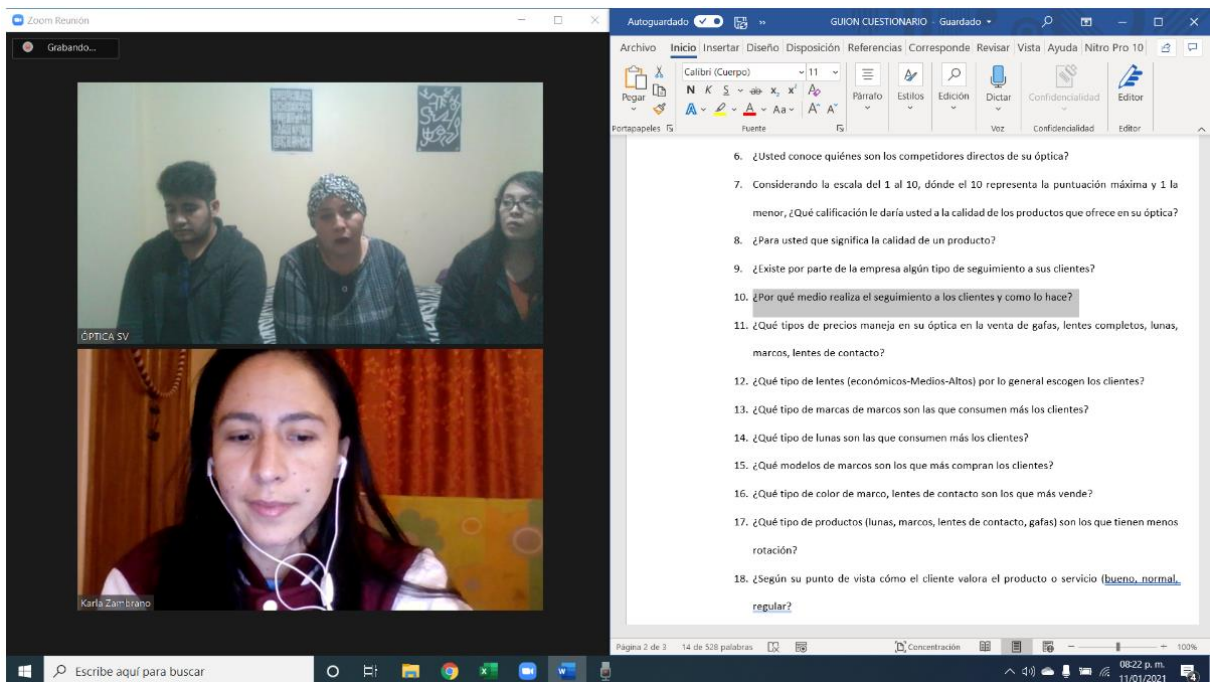 Zoom Reunión
Grabando...
ÓPTICA SV
Karla Zambrano
Autoguardado
GUION CUESTIONARIO - Guardado
Archivo Inicio Insertar Diseño Disposición Referencias Corresponde Revisar Vista Ayuda Nitro Pro 10
Calibri (Cuerpo) 11
Pegar
N K S ab x₂ x²
A A Aa A A
Párrafo Estilos Edición Dictar Confidencialidad Editor
Portapapeles Fuente Voz Confidencialidad Editor
6. ¿Usted conoce quiénes son los competidores directos de su óptica?
7. Considerando la escala del 1 al 10, dónde el 10 representa la puntuación máxima y 1 la
menor, ¿Qué calificación le daría usted a la calidad de los productos que ofrece en su óptica?
8. ¿Para usted que significa la calidad de un producto?
9. ¿Existe por parte de la empresa algún tipo de seguimiento a sus clientes?
10. ¿Por qué medio realiza el seguimiento a los clientes y como lo hace?
11. ¿Qué tipos de precios maneja en su óptica en la venta de gafas, lentes completos, lunas,
marcos, lentes de contacto?
12. ¿Qué tipo de lentes (económicos-Medios-Altos) por lo general escogen los clientes?
13. ¿Qué tipo de marcas de marcos son las que consumen más los clientes?
14. ¿Qué tipo de lunas son las que consumen más los clientes?
15. ¿Qué modelos de marcos son los que más compran los clientes?
16. ¿Qué tipo de color de marco, lentes de contacto son los que más vende?
17. ¿Qué tipo de productos (lunas, marcos, lentes de contacto, gafas) son los que tienen menos
rotación?
18. ¿Según su punto de vista cómo el cliente valora el producto o servicio (bueno, normal,
regular?
Página 2 de 3 14 de 528 palabras Concentración 100%
Escribe aquí para buscar
08:22 p. m.
11/01/2021